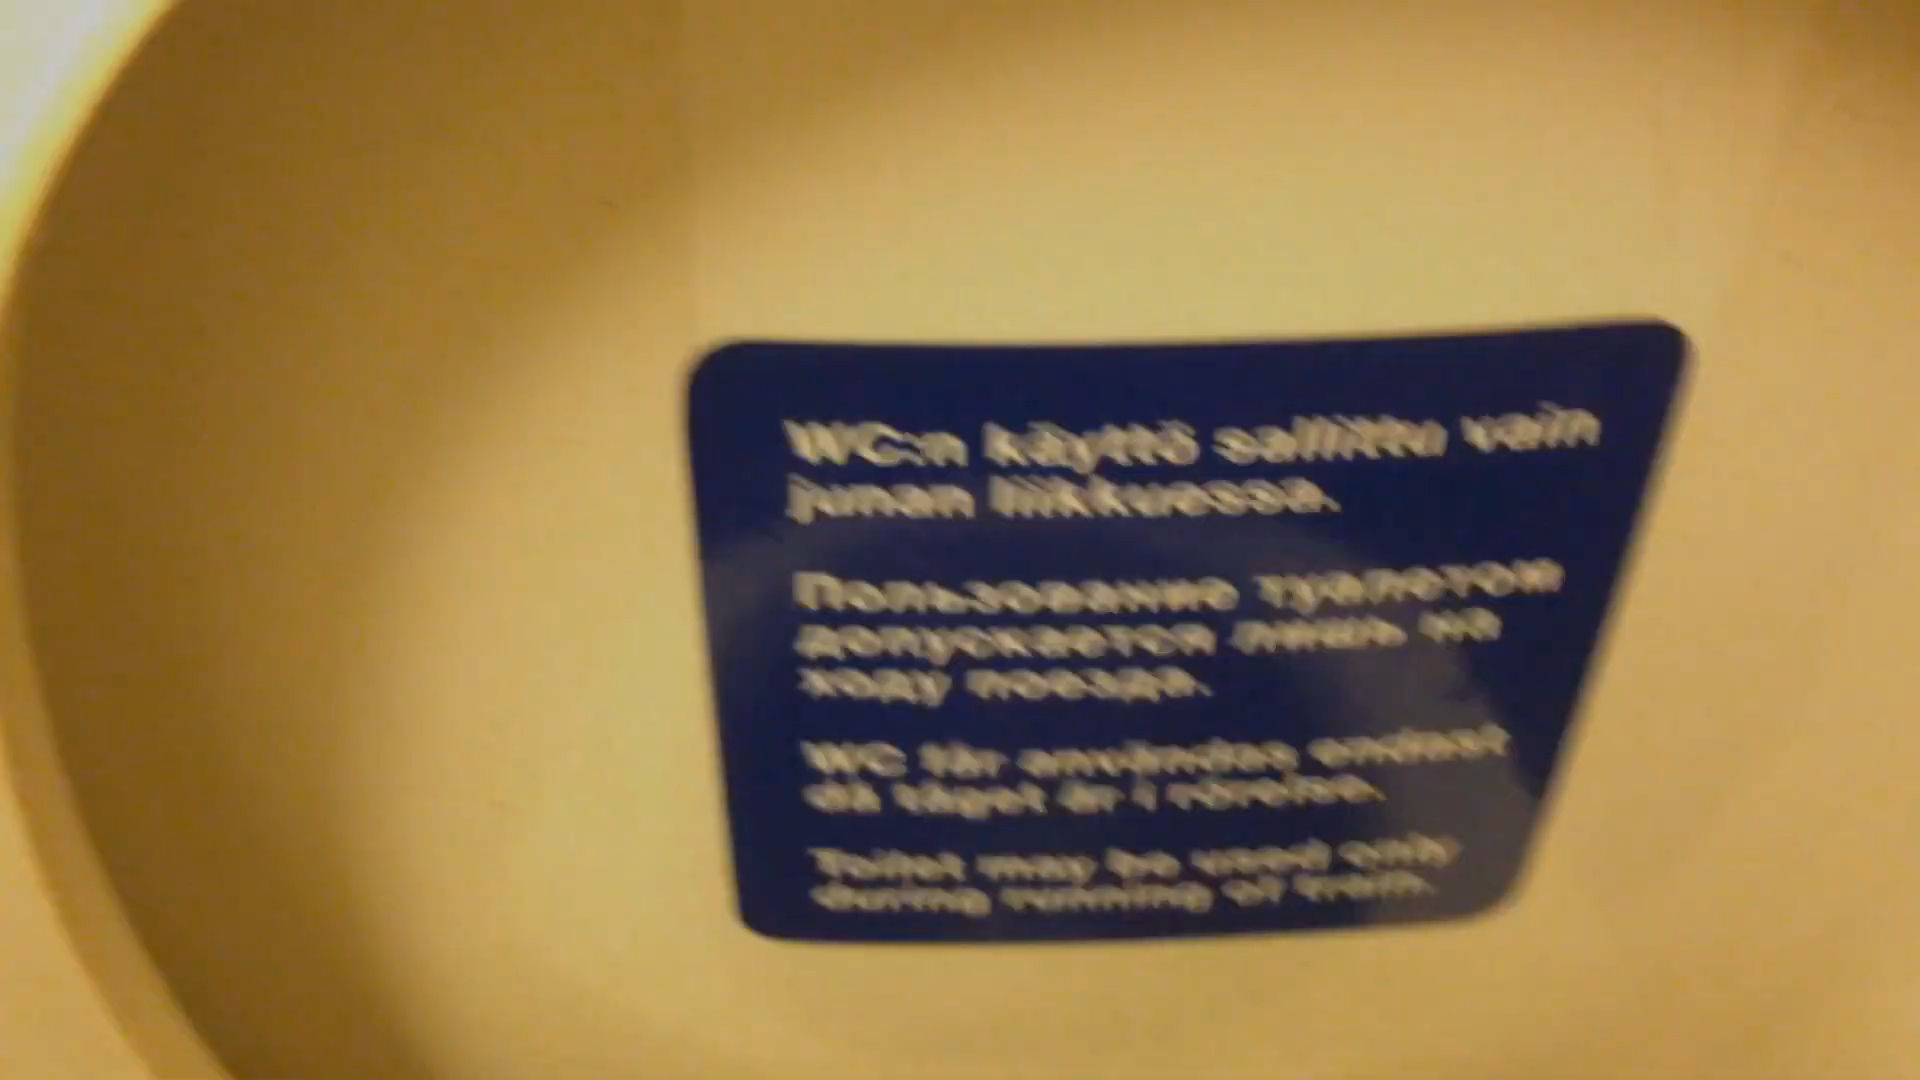 WC:n käyttö sallittu vain
junan liikkuessa.
Пользование туалетом
допускается лишь на
ходу поезда.
WC får användas endast
då tåget är i rörelse.
Toilet may be used only
during running of train.